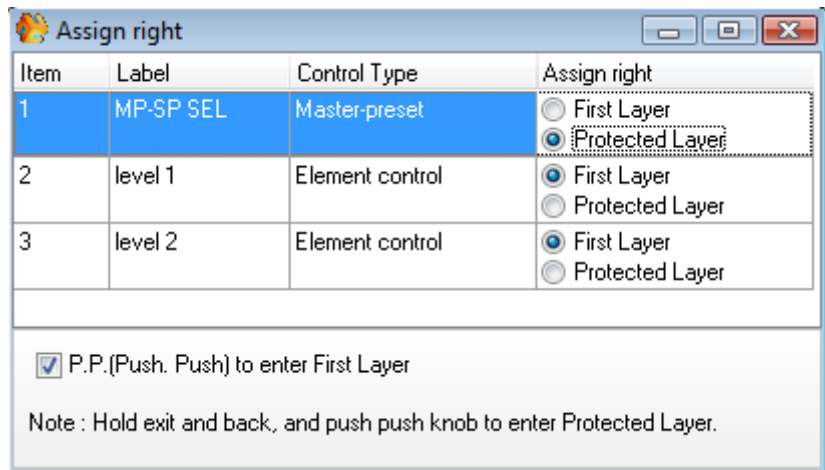 Assign right
Item Label Control Type Assign right
1 MP-SP SEL Master-preset First Layer
Protected Layer
2 level 1 Element control First Layer
Protected Layer
3 level 2 Element control First Layer
Protected Layer
P.P.(Push. Push) to enter First Layer
Note : Hold exit and back, and push push knob to enter Protected Layer.